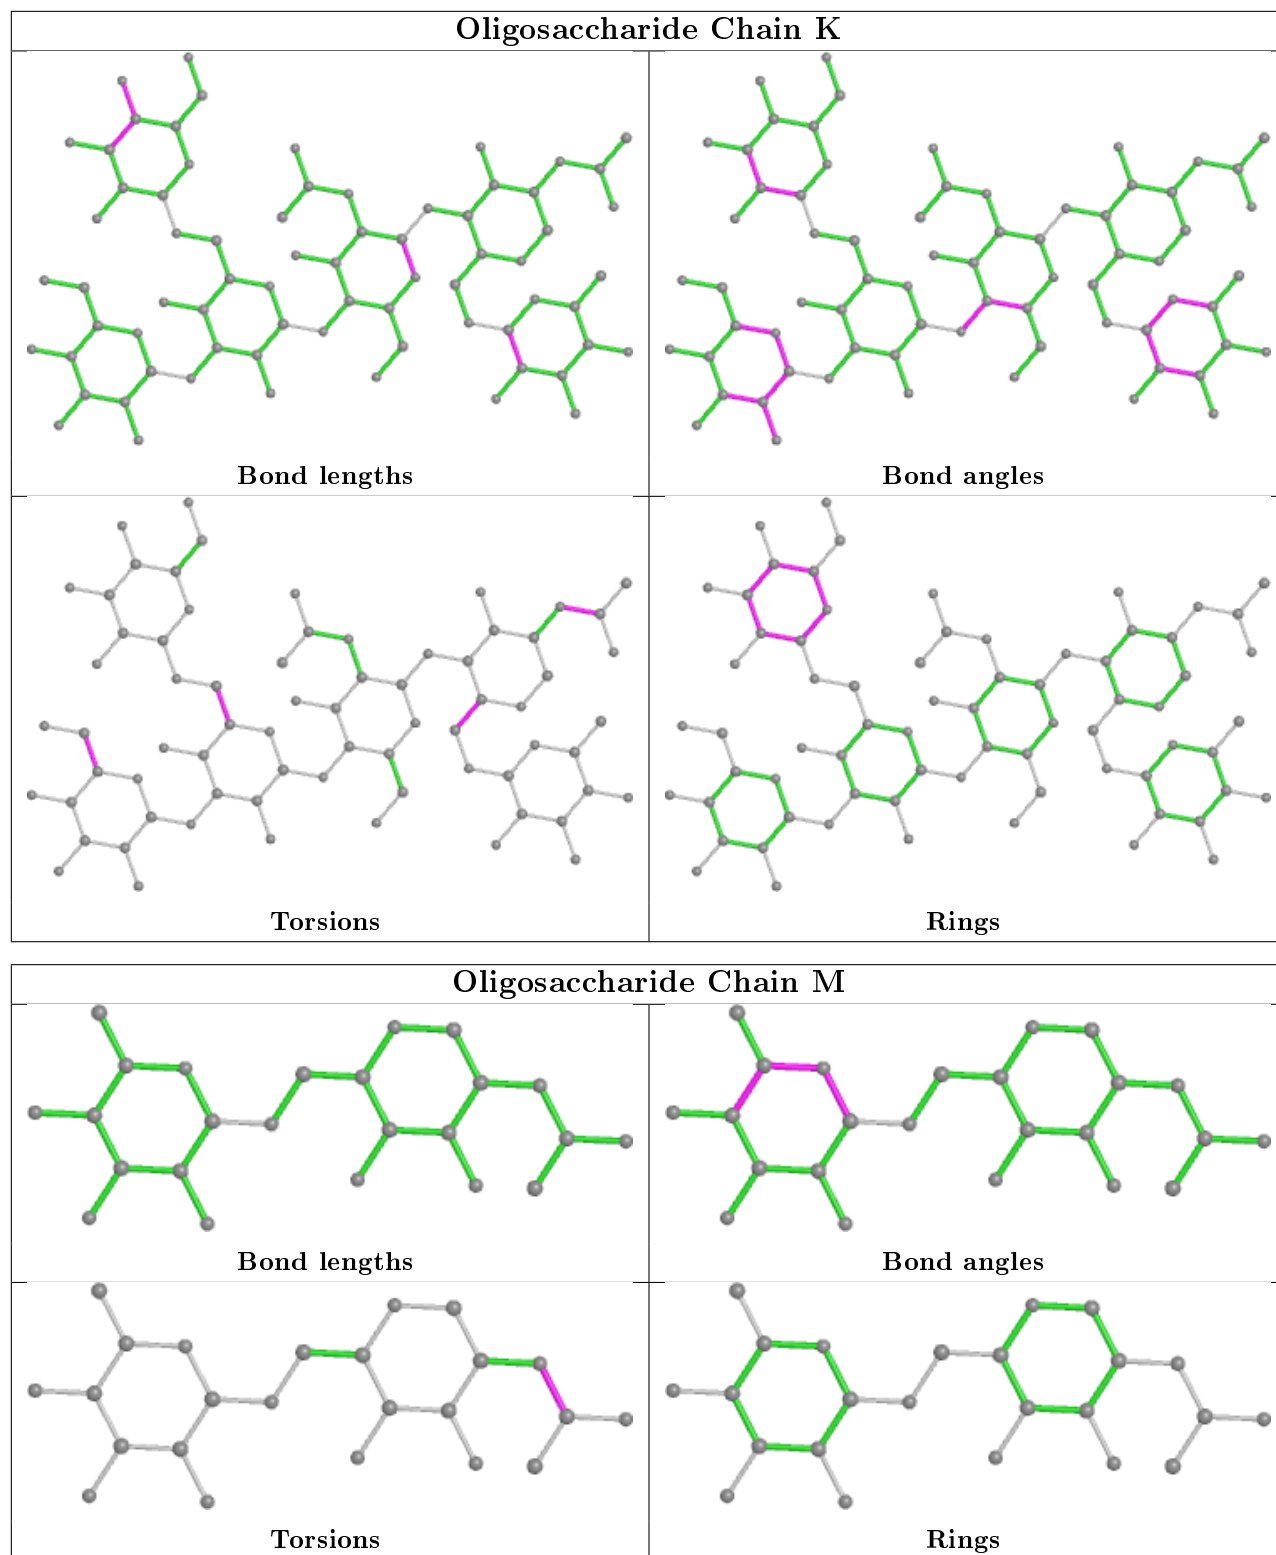 Oligosaccharide Chain K
Bond lengths
Bond angles
Torsions
Rings
Oligosaccharide Chain M
Bond lengths
Bond angles
Torsions
Rings